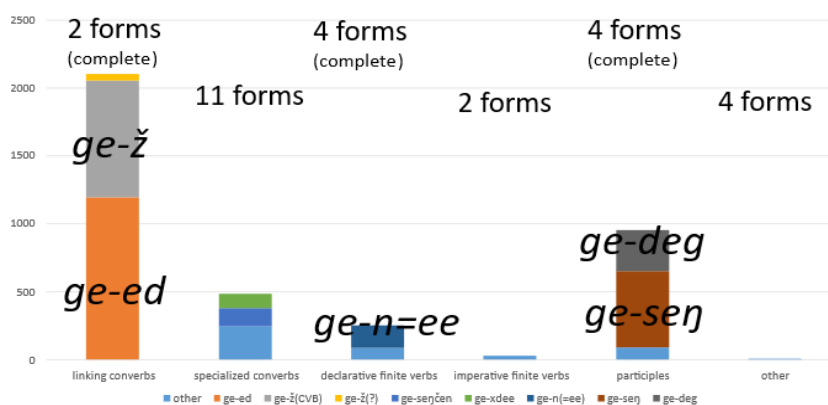 2500
2000
1500
1000
500
0
2 forms
(complete)
11 forms
4 forms
(complete)
2 forms
4 forms
(complete)
4 forms
ge-ž
ge-ed
ge-n=ee
ge-deg
ge-seŋ
linking converbs
specialized converbs
declarative finite verbs
imperative finite verbs
participles
other
other ge-ed ge-ž(CVB) ge-ž(?) ge-seŋčen ge-xdee ge-n(=ee) ge-seŋ ge-deg